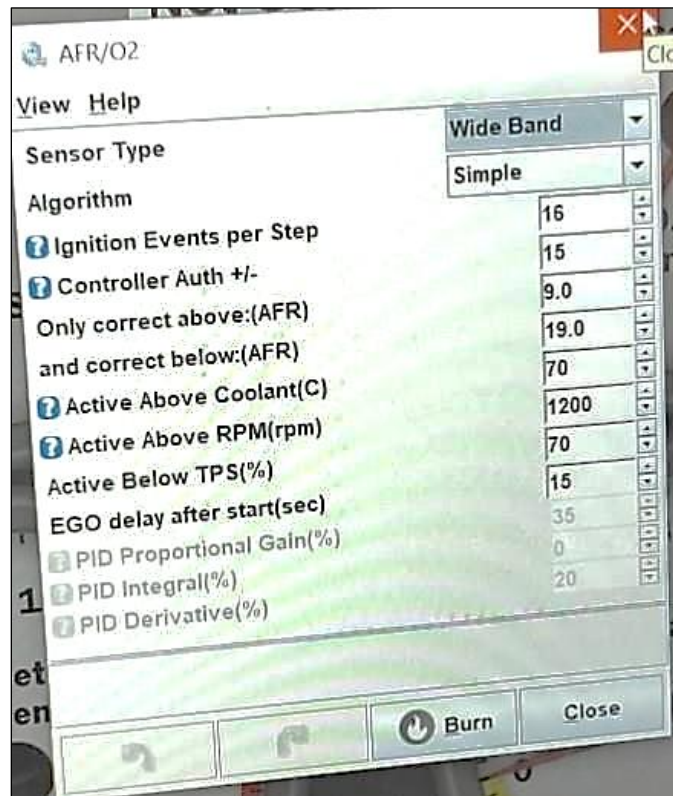 AFR/O2
Clo
View Help
Sensor Type Wide Band
Algorithm Simple
Ignition Events per Step 16
Controller Auth +/- 15
Only correct above:(AFR) 9.0
and correct below:(AFR) 19.0
Active Above Coolant(C) 70
Active Above RPM(rpm) 1200
Active Below TPS(%) 70
EGO delay after start(sec) 15
PID Proportional Gain(%) 35
PID Integral(%) 0
PID Derivative(%) 20
1
et
en
Burn Close